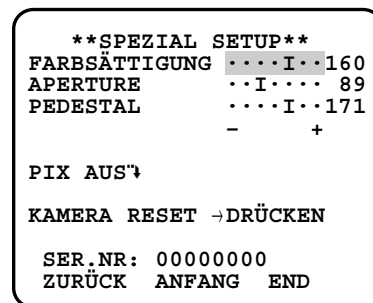 **SPEZIAL SETUP**
FARBSÄTTIGUNG ····I··160
APERTURE ··I···· 89
PEDESTAL ····I··171
– +
PIX AUS↴
KAMERA RESET →DRÜCKEN
SER.NR: 00000000
ZURÜCK ANFANG END